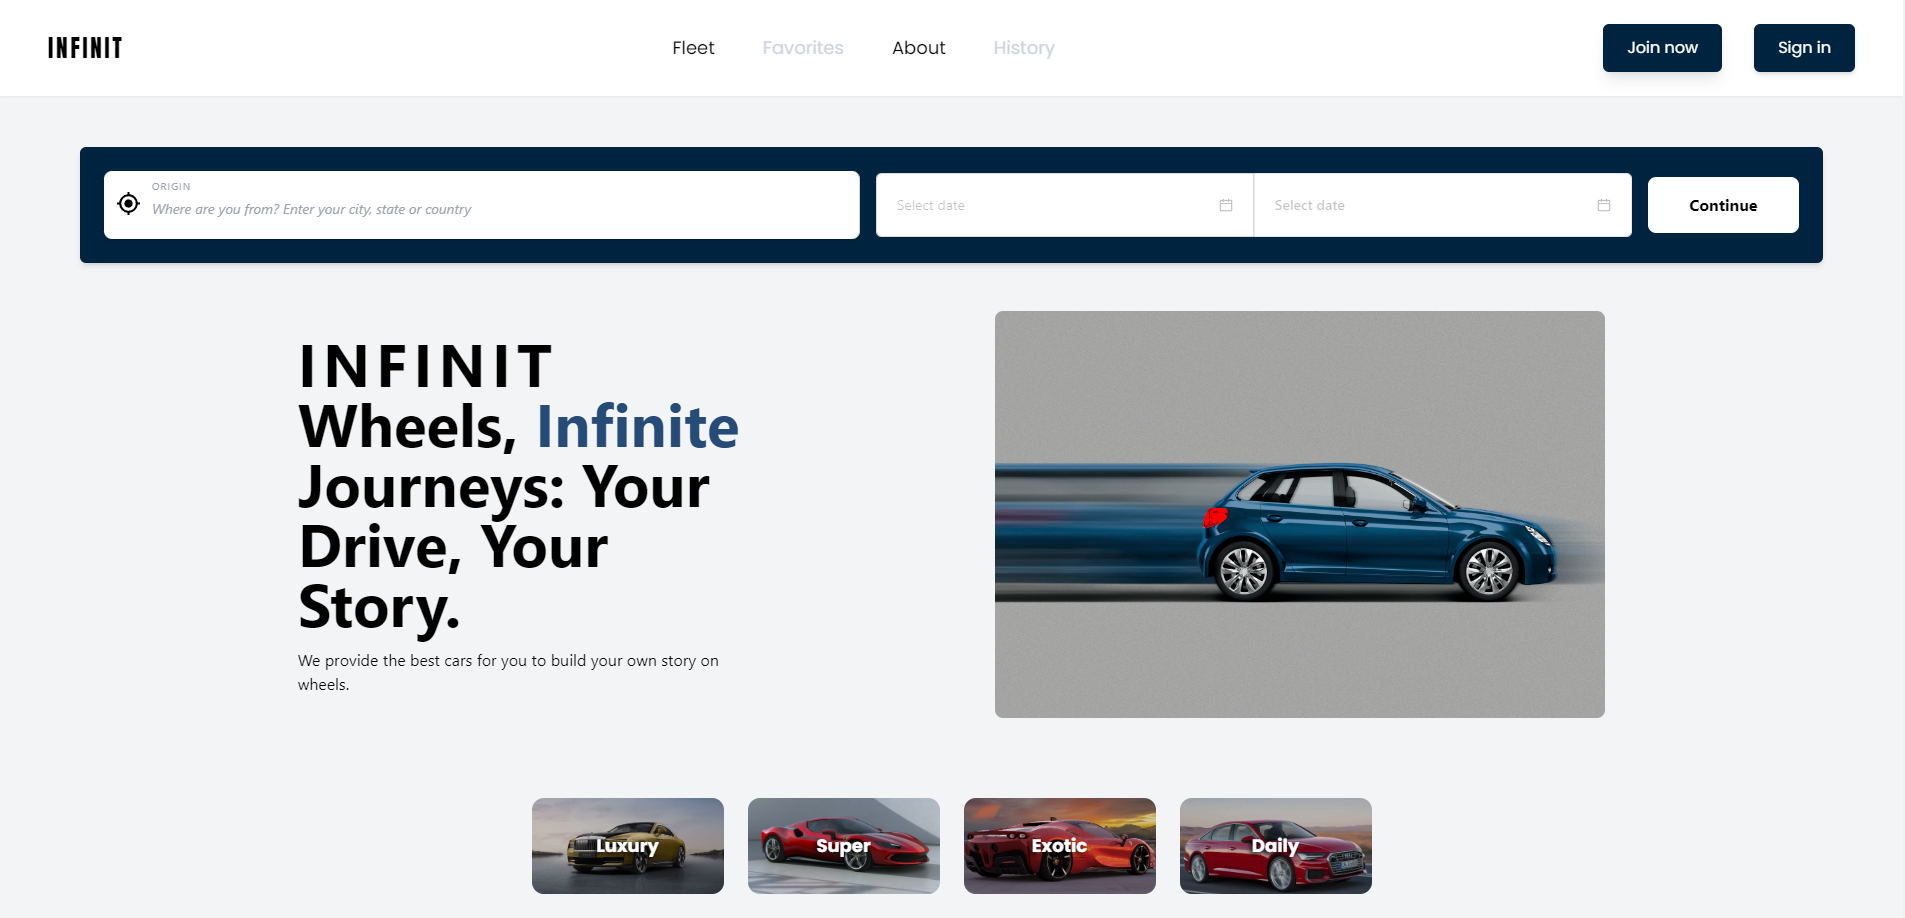 INFINIT
Fleet
Favorites
About
History
Join now
Sign in
ORIGIN
Where are you from? Enter your city, state or country
Select date
Select date
Continue
INFINIT
Wheels, Infinite
Journeys: Your
Drive, Your
Story.
We provide the best cars for you to build your own story on
wheels.
Luxury
Super
Exotic
Daily